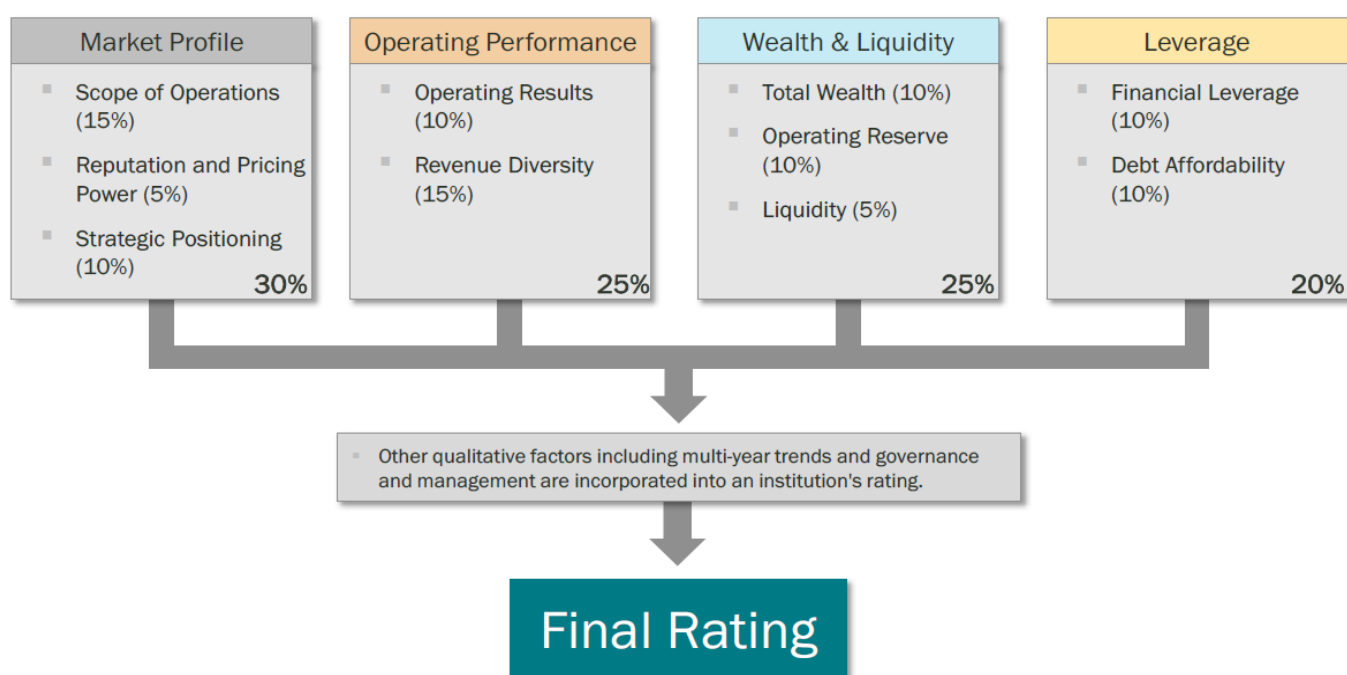 Market Profile
Scope of Operations
(15%)
Reputation and Pricing
Power (5%)
Strategic Positioning
(10%)
30%
Operating Performance
Operating Results
(10%)
Revenue Diversity
(15%)
25%
Wealth & Liquidity
Total Wealth (10%)
Operating Reserve
(10%)
Liquidity (5%)
25%
Leverage
Financial Leverage
(10%)
Debt Affordability
(10%)
20%
Other qualitative factors including multi-year trends and governance
and management are incorporated into an institution's rating.
Final Rating